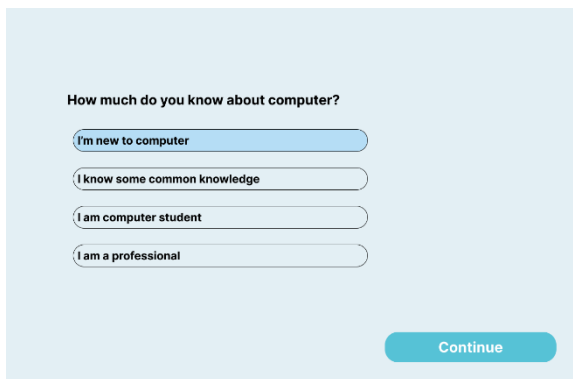 How much do you know about computer?
I'm new to computer
I know some common knowledge
I am computer student
I am a professional
Continue